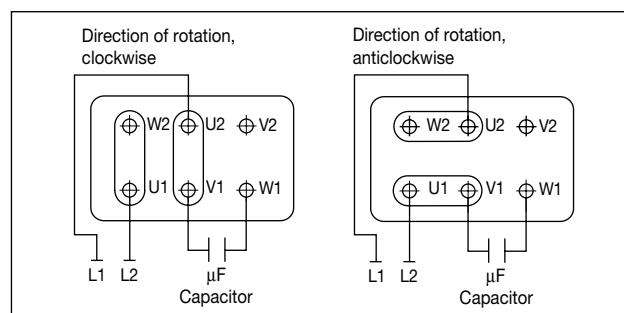 Direction of rotation,
clockwise
W2 U2 V2
U1 V1 W1
L1 L2
µF
Capacitor
Direction of rotation,
anticlockwise
W2 U2 V2
U1 V1 W1
L1 L2
µF
Capacitor